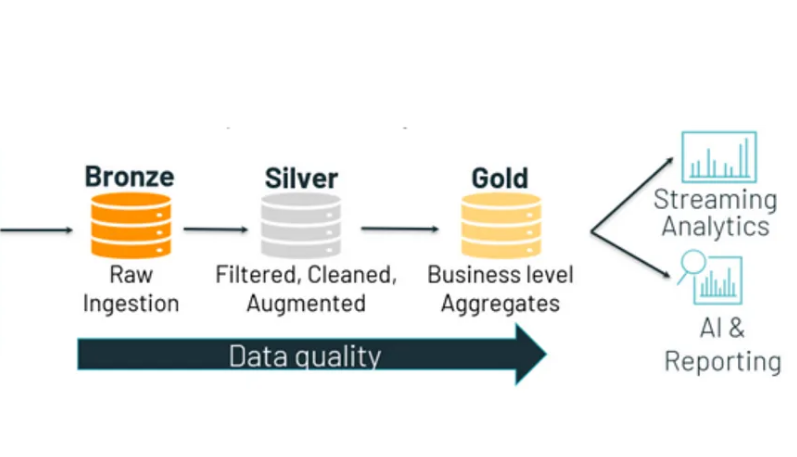 Bronze
Silver
Gold
Raw
Ingestion
Filtered, Cleaned,
Augmented
Business level
Aggregates
Streaming
Analytics
AI &
Reporting
Data quality